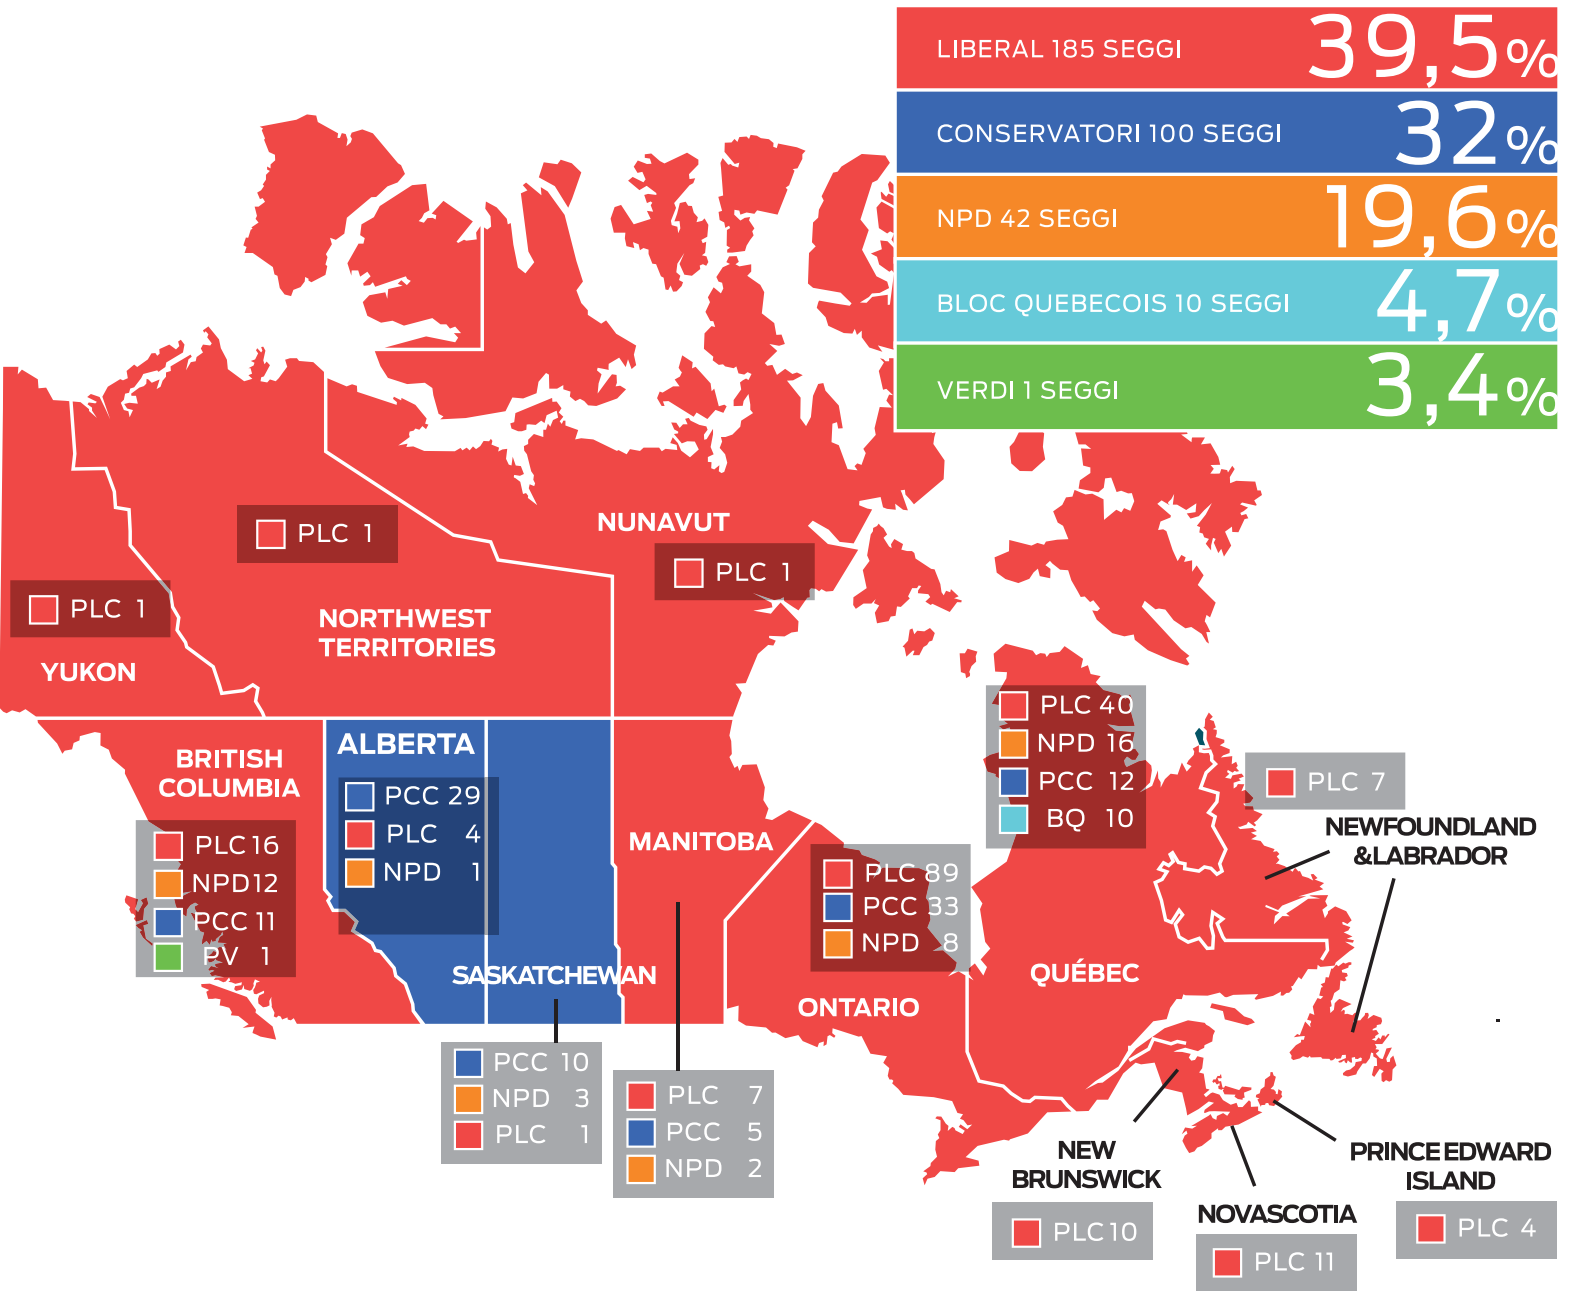 LIBERAL 185 SEGGI 39,5%
CONSERVATORI 100 SEGGI 32%
NPD 42 SEGGI 19,6%
BLOC QUEBECOIS 10 SEGGI 4,7%
VERDI 1 SEGGI 3,4%
PLC 1
YUKON
PLC 1
NORTHWEST
TERRITORIES
NUNAVUT
PLC 1
BRITISH
COLUMBIA
PLC 16
NPD 12
PCC 11
PV 1
ALBERTA
PCC 29
PLC 4
NPD 1
SASKATCHEWAN
PCC 10
NPD 3
PLC 1
MANITOBA
PLC 7
PCC 5
NPD 2
PLC 89
PCC 33
NPD 8
ONTARIO
PLC 40
NPD 16
PCC 12
BQ 10
QUÉBEC
PLC 7
NEWFOUNDLAND
&LABRADOR
NEW
BRUNSWICK
PLC 10
NOVASCOTIA
PLC 11
PRINCE EDWARD
ISLAND
PLC 4